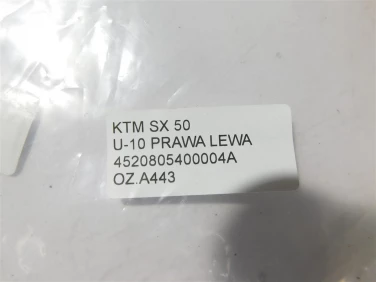 KTM SX 50
U-10 PRAWA LEWA
4520805400004A
OZ.A443